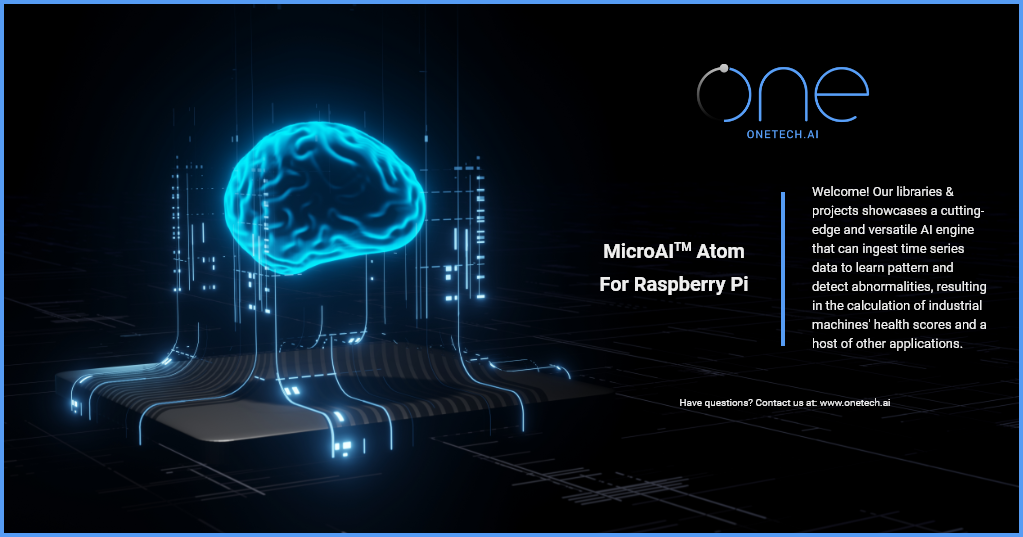 one
ONETECH.AI
MicroAI™ Atom
For Raspberry Pi
Welcome! Our libraries &
projects showcases a cutting-
edge and versatile AI engine
that can ingest time series
data to learn pattern and
detect abnormalities, resulting
in the calculation of industrial
machines' health scores and a
host of other applications.
Have questions? Contact us at: www.onetech.ai